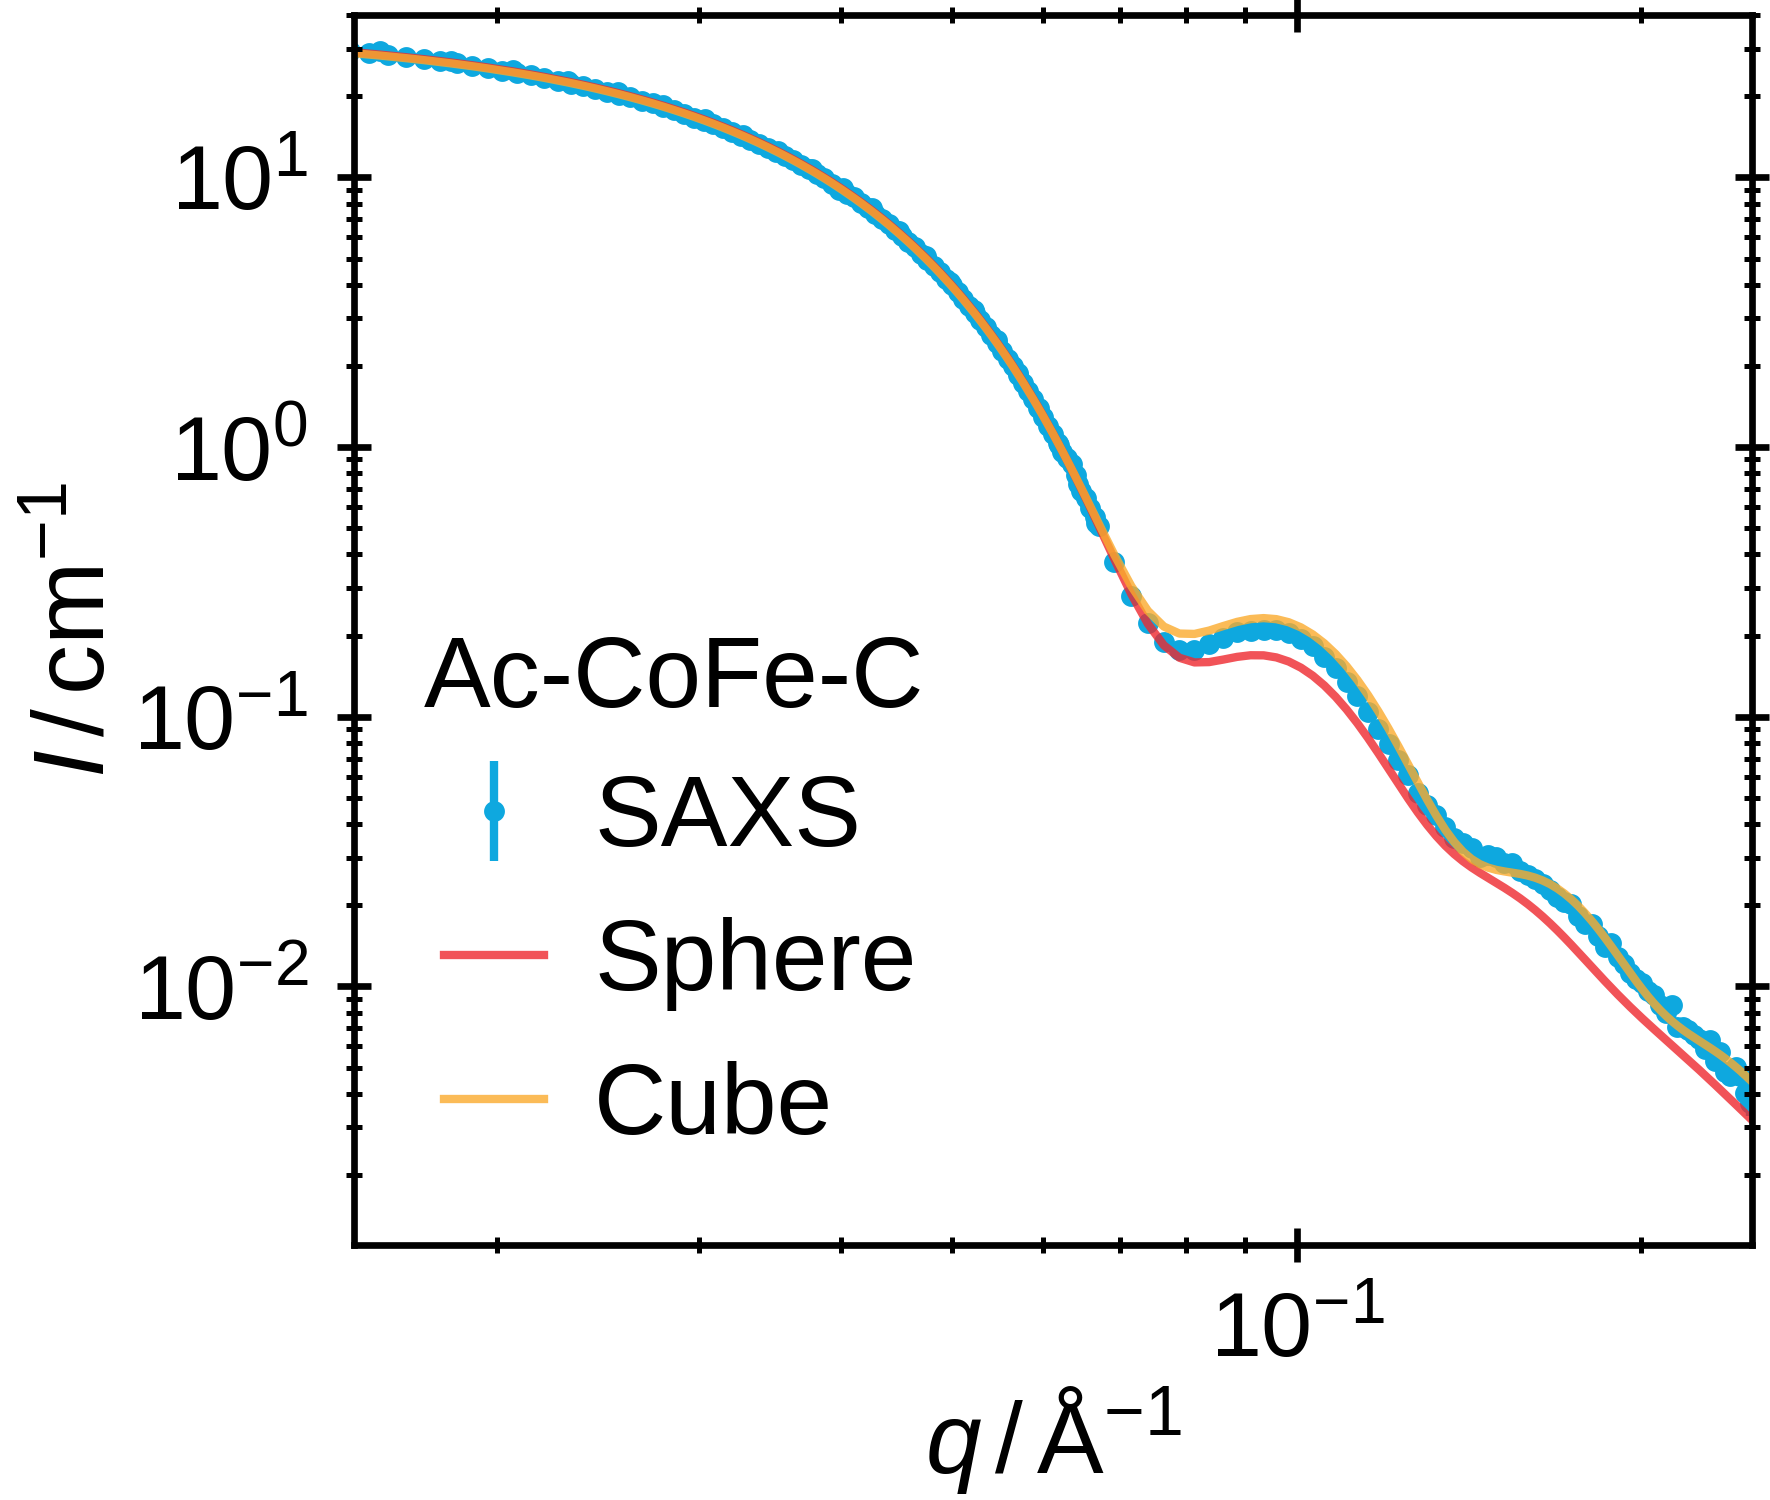 10¹
10⁰
10⁻¹
10⁻²
I / cm⁻¹
Ac-CoFe-C
SAXS
Sphere
Cube
10⁻¹
q / Å⁻¹